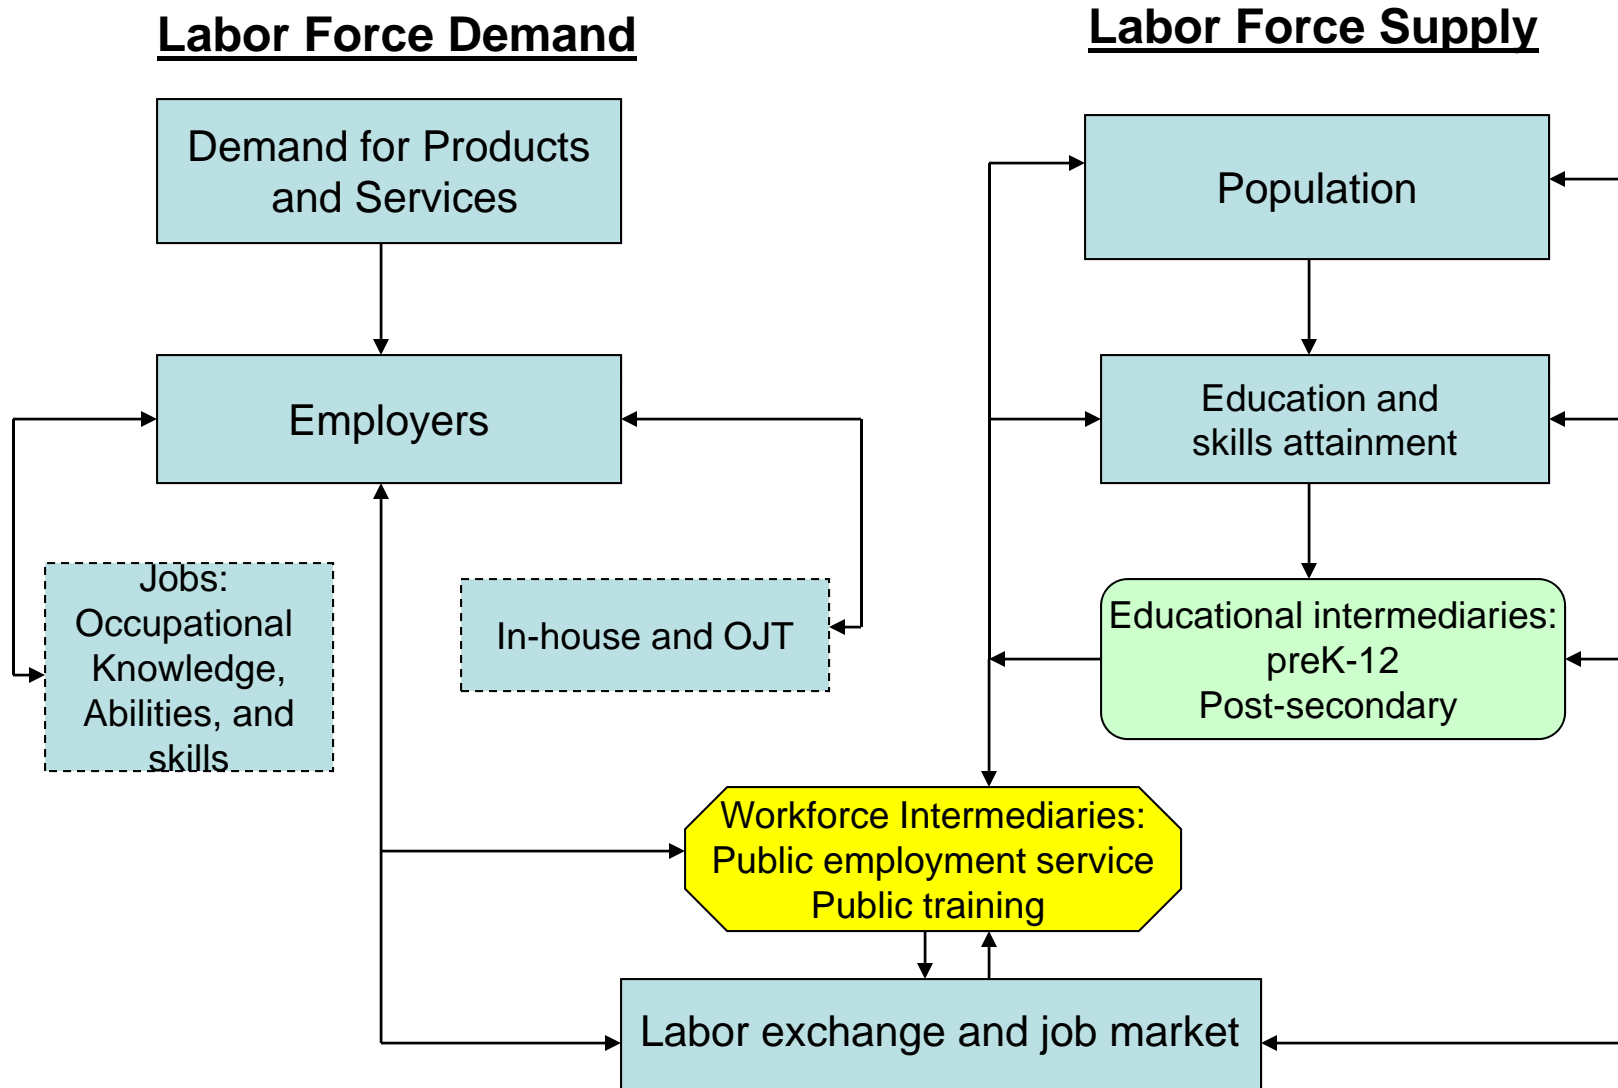 Labor Force Demand
Labor Force Supply
Demand for Products
and Services
Population
Employers
Education and
skills attainment
Jobs:
Occupational
Knowledge,
Abilities, and
skills
In-house and OJT
Educational intermediaries:
preK-12
Post-secondary
Workforce Intermediaries:
Public employment service
Public training
Labor exchange and job market